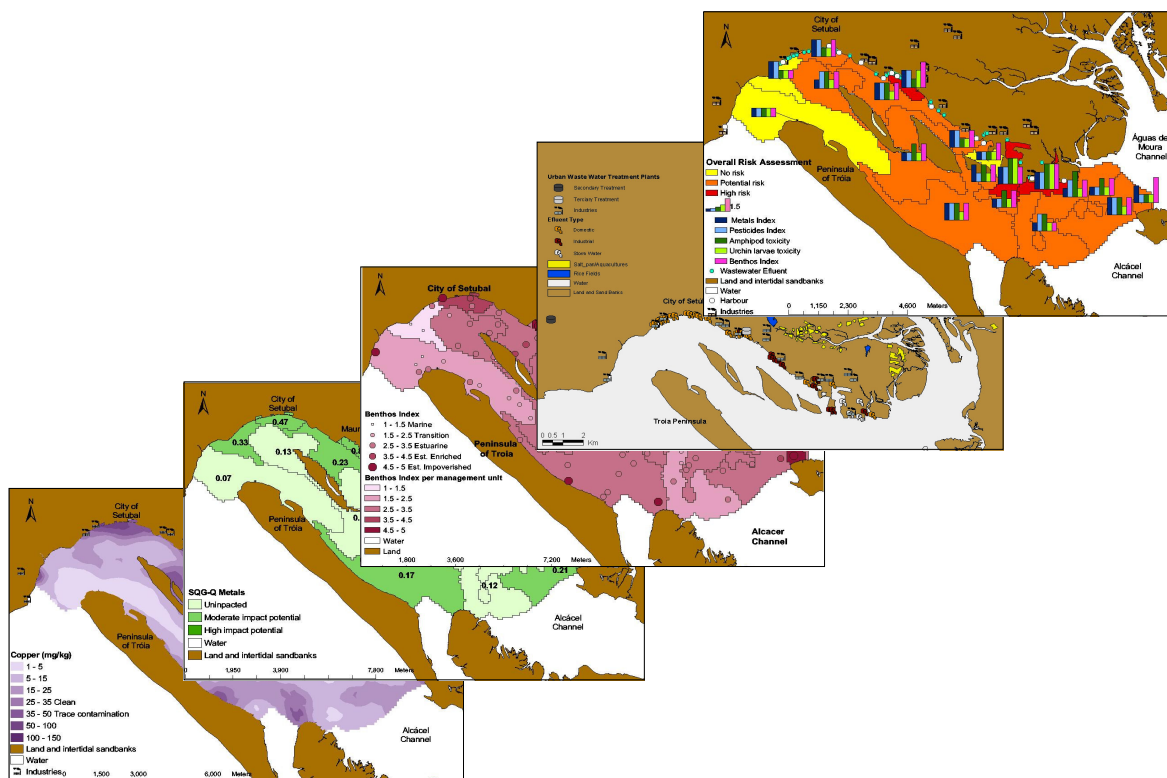 N
City of
Setubal
Águas de
Moura
Channel
Peninsula
of Tróia
Overall Risk Assessment
No risk
Potential risk
High risk
1.5
Metals Index
Pesticides Index
Amphipod toxicity
Urchin larvae toxicity
Benthos Index
Wastewater Effluent
Land and intertidal sandbanks
Water
Harbour
Industries
Alcácel
Channel
0 1,150 2,300 4,600
Meters
Urban Waste Water Treatment Plants
Secondary Treatment
Tertiary Treatment
Industries
Effluent Type
Domestic
Industrial
Storm Water
Salt_pan/Aquacultures
Rice Fields
Water
Land and Sand Banks
City of Setubal
Troia Peninsula
0 0.5 1 2
Km
N
City of Setubal
Benthos Index
1 - 1.5 Marine
1.5 - 2.5 Transition
2.5 - 3.5 Estuarine
3.5 - 4.5 Est. Enriched
4.5 - 5 Est. Impoverished
Benthos Index per management unit
1 - 1.5
1.5 - 2.5
2.5 - 3.5
3.5 - 4.5
4.5 - 5
Water
Land
Peninsula
of Troia
Alcacer
Channel
1,800 3,600 7,200
Meters
N
City of
Setubal
0.47
0.33
0.13
0.23
0.07
Peninsula
of Tróia
0.17
0.12
0.21
SQG-Q Metals
Uninpacted
Moderate impact potential
High impact potential
Water
Land and intertidal sandbanks
Alcácel
Channel
0 1,950 3,900 7,800
Meters
N
City of
Setubal
Peninsula
of Tróia
Copper (mg/kg)
1 - 5
5 - 15
15 - 25
25 - 35 Clean
35 - 50 Trace contamination
50 - 100
100 - 150
Land and intertidal sandbanks
Water
Industries
Alcácel
Channel
0 1,500 3,000 6,000
Meters